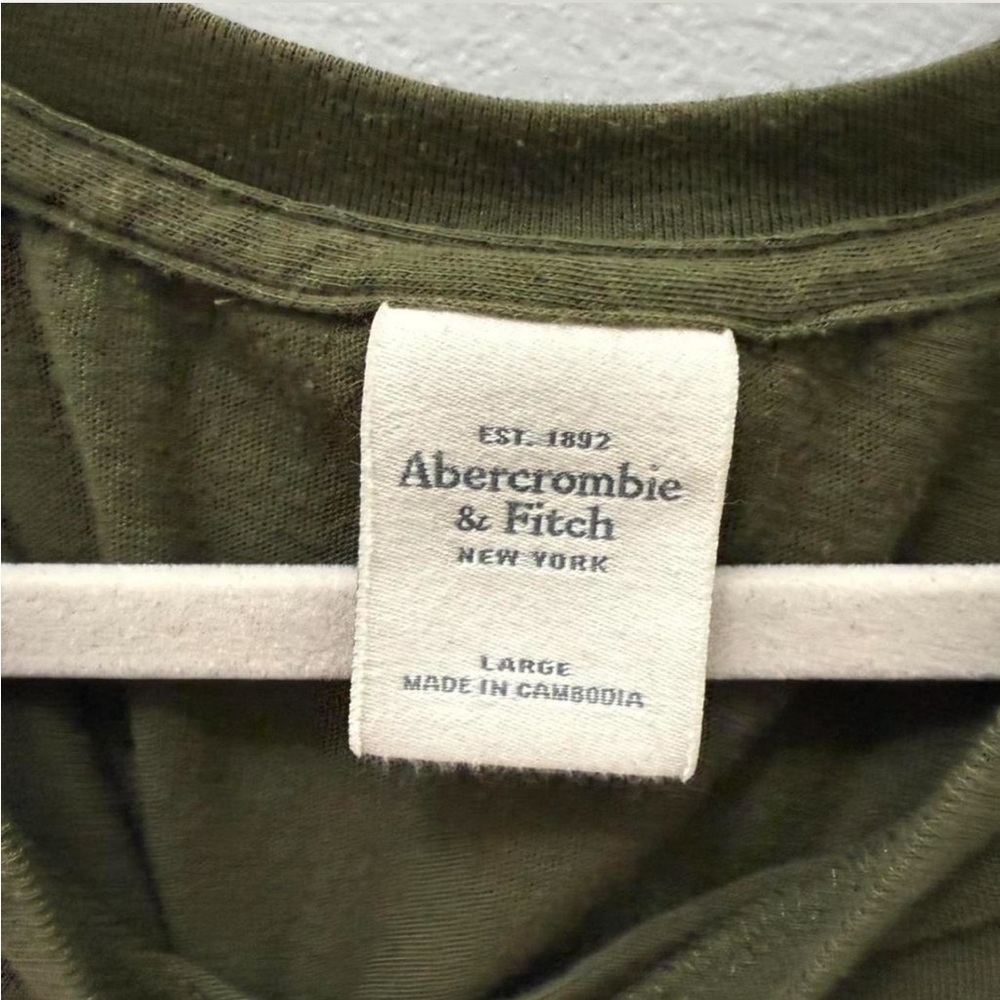 EST. 1892
Abercrombie
& Fitch
NEW YORK
LARGE
MADE IN CAMBODIA